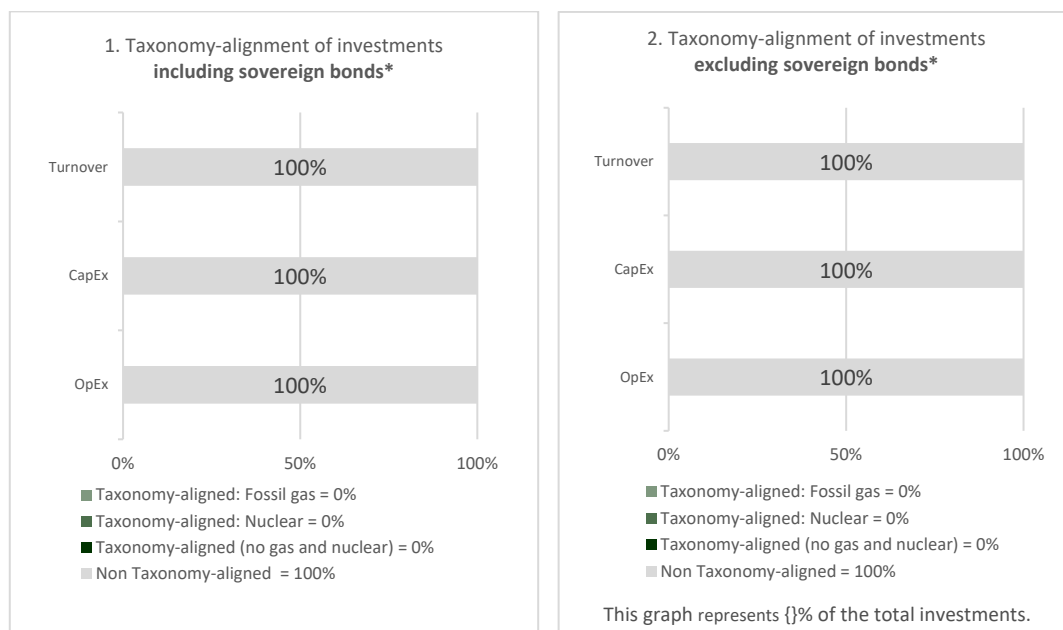 1. Taxonomy-alignment of investments
including sovereign bonds*
Turnover
100%
CapEx
100%
OpEx
100%
0%
50%
100%
Taxonomy-aligned: Fossil gas = 0%
Taxonomy-aligned: Nuclear = 0%
Taxonomy-aligned (no gas and nuclear) = 0%
Non Taxonomy-aligned = 100%
2. Taxonomy-alignment of investments
excluding sovereign bonds*
Turnover
100%
CapEx
100%
OpEx
100%
0%
50%
100%
Taxonomy-aligned: Fossil gas = 0%
Taxonomy-aligned: Nuclear = 0%
Taxonomy-aligned (no gas and nuclear) = 0%
Non Taxonomy-aligned = 100%
This graph represents {}% of the total investments.